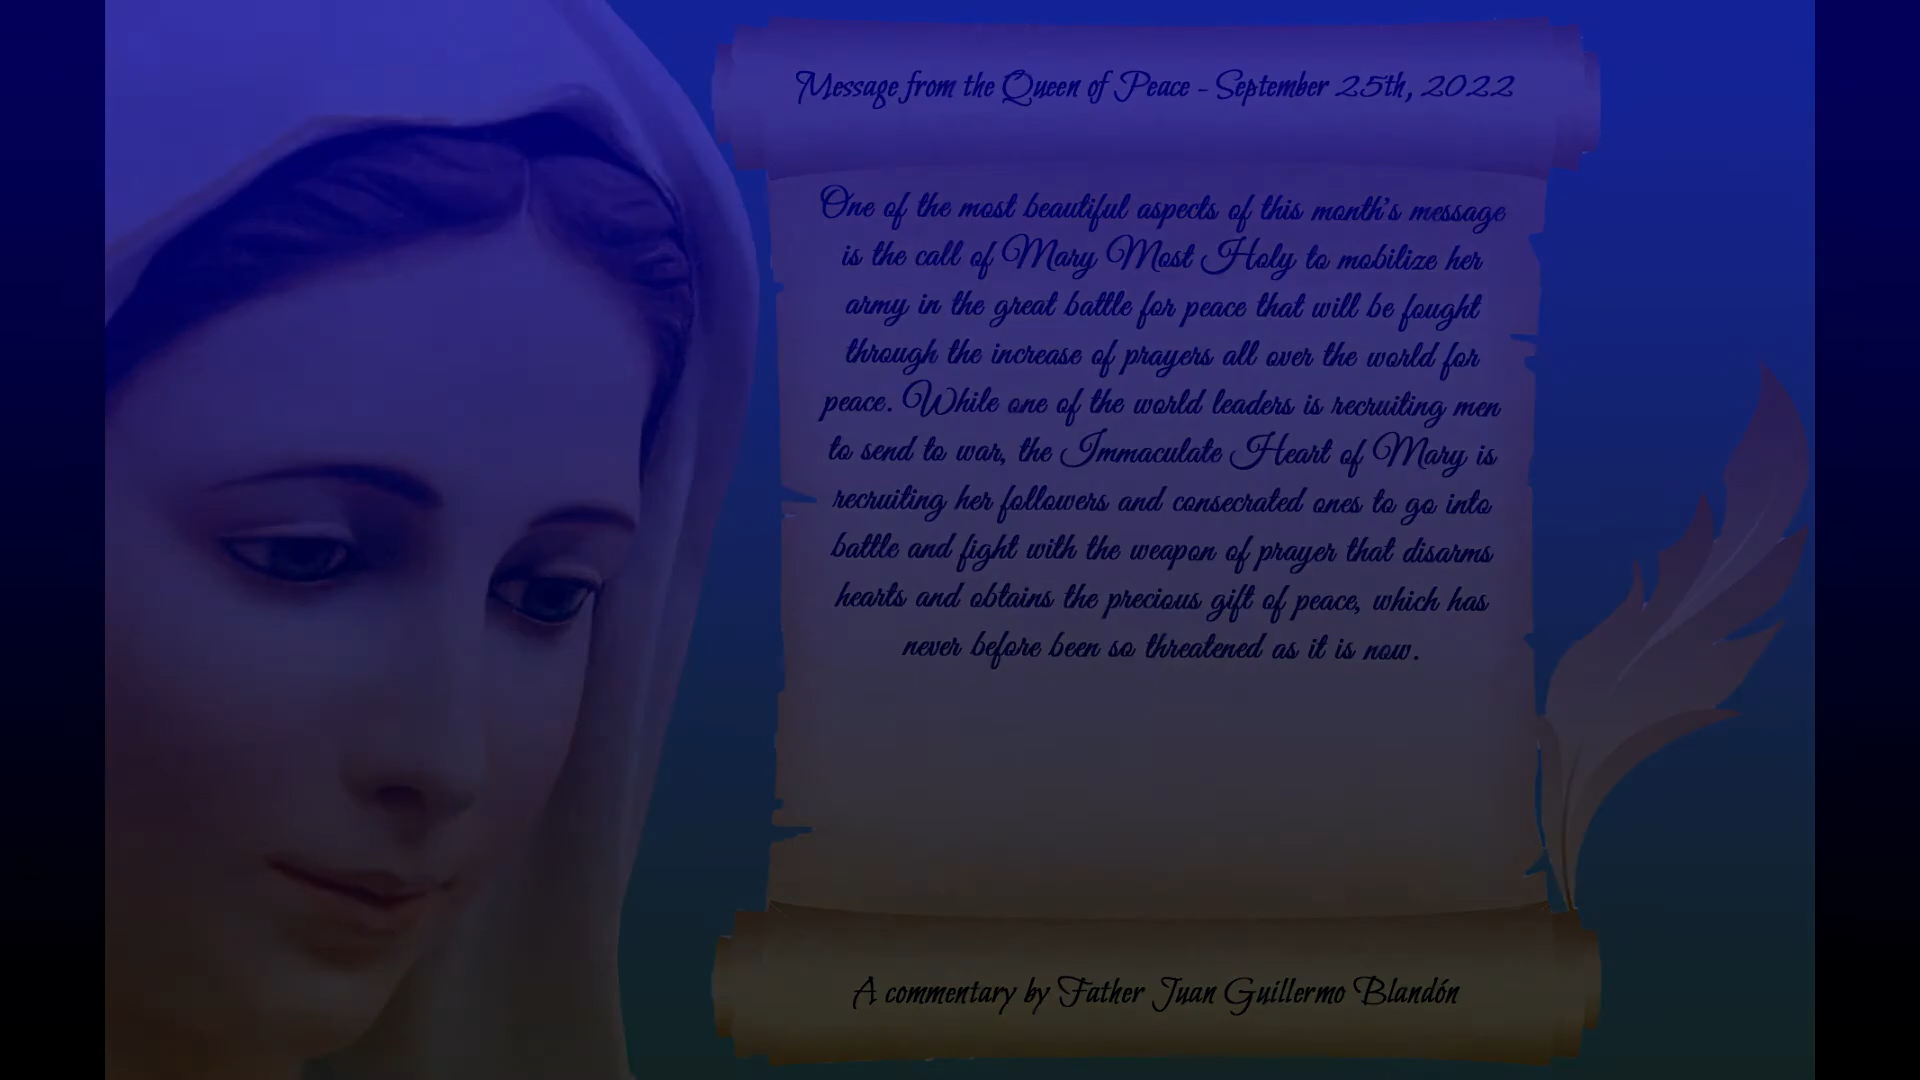 Message from the Queen of Peace - September 25th, 2022
One of the most beautiful aspects of this month's message
is the call of Mary Most Holy to mobilize her
army in the great battle for peace that will be fought
through the increase of prayers all over the world for
peace. While one of the world leaders is recruiting men
to send to war, the Immaculate Heart of Mary is
recruiting her followers and consecrated ones to go into
battle and fight with the weapon of prayer that disarms
hearts and obtains the precious gift of peace, which has
never before been so threatened as it is now.
A commentary by Father Juan Guillermo Blandón